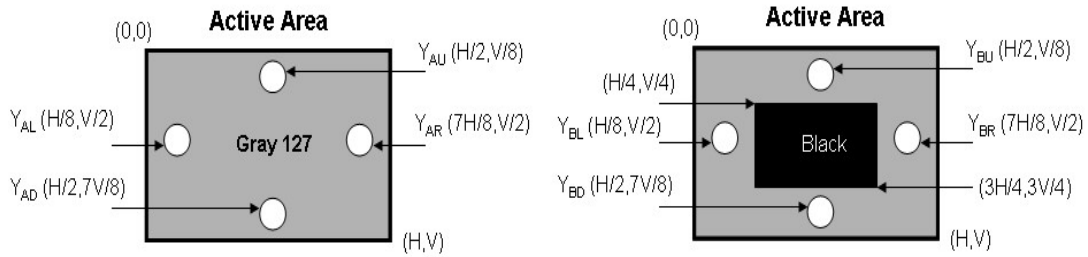 Active Area
(0,0)
Y_AU (H/2,V/8)
Y_AL (H/8,V/2)
Gray 127
Y_AR (7H/8,V/2)
Y_AD (H/2,7V/8)
(H,V)
Active Area
(0,0)
Y_BU (H/2,V/8)
(H/4,V/4)
Y_BL (H/8,V/2)
Black
Y_BR (7H/8,V/2)
Y_BD (H/2,7V/8)
(3H/4,3V/4)
(H,V)